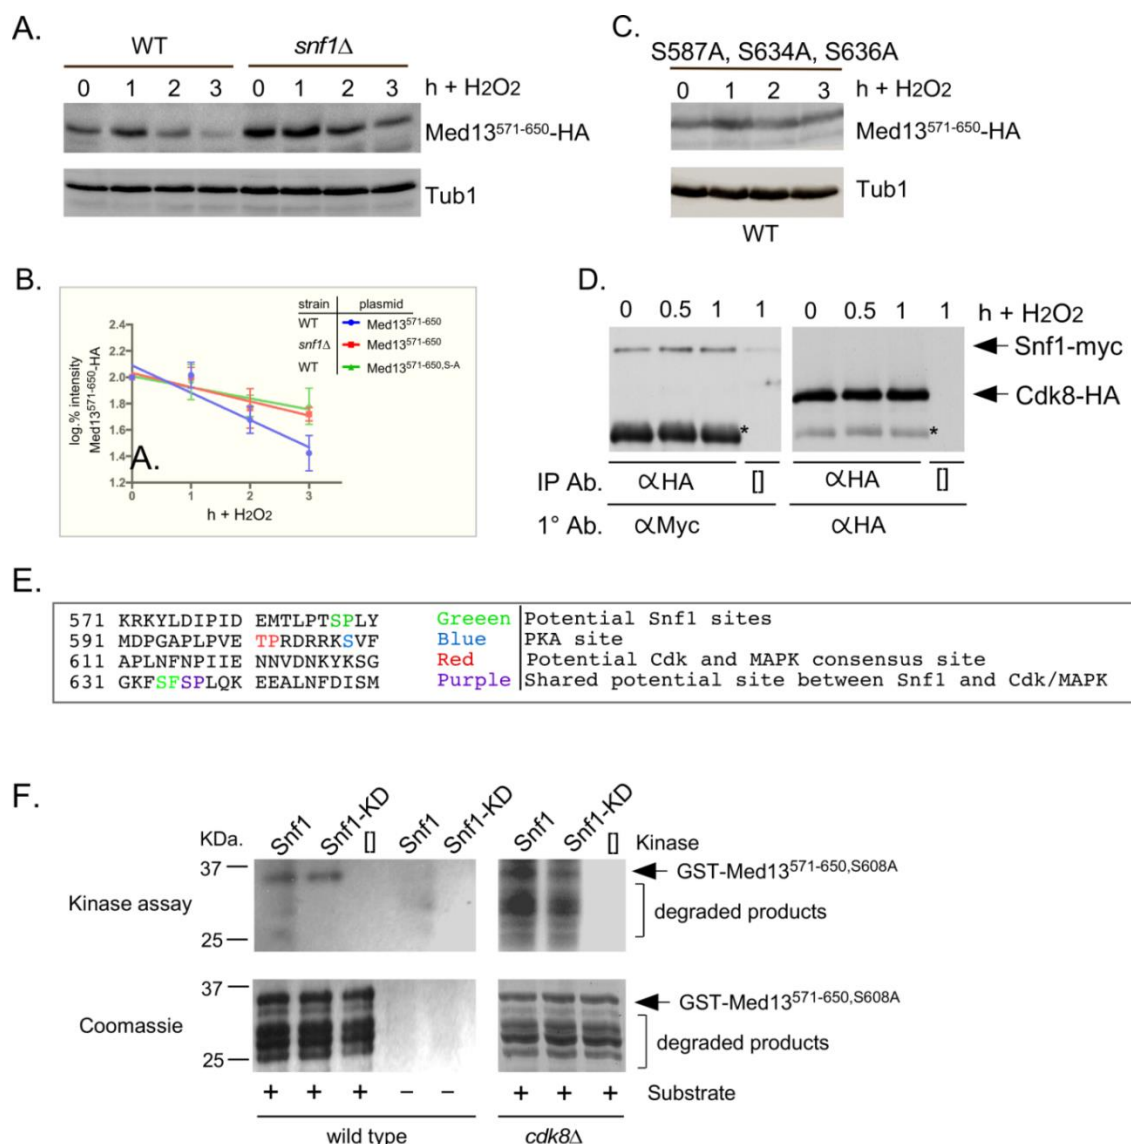 A.
WT snf1Δ
0 1 2 3 0 1 2 3 h + H2O2
Med13571-650-HA
Tub1
C.
S587A, S634A, S636A
0 1 2 3 h + H2O2
Med13571-650-HA
Tub1
WT
B.
strain plasmid
WT Med13571-650
snf1Δ Med13571-650
WT Med13571-650,S-A
log.% intensity
Med13571-650-HA
2.4
2.2
2.0
1.8
1.6
1.4
1.2
A.
0 1 2 3
h + H2O2
D.
0 0.5 1 1 0 0.5 1 1 h + H2O2
Snf1-myc
Cdk8-HA
* *
IP Ab. αHA [] αHA []
1° Ab. αMyc αHA
E.
571 KRKYLDIPID EMTLPTSPLY Greeen Potential Snf1 sites
591 MDPGAPLPVE TPRDRRKSVF Blue PKA site
611 APLNFNPIIE NNVDNKYKSG Red Potential Cdk and MAPK consensus site
631 GKFSFSPLQK EEALNFDISM Purple Shared potential site between Snf1 and Cdk/MAPK
F.
KDa. Snf1 Snf1-KD [] Snf1 Snf1-KD Snf1 Snf1-KD [] Kinase
37 GST-Med13571-650,S608A
Kinase assay degraded products
25
37 GST-Med13571-650,S608A
Coomassie degraded products
25
+ + + – – + + + Substrate
wild type cdk8Δ